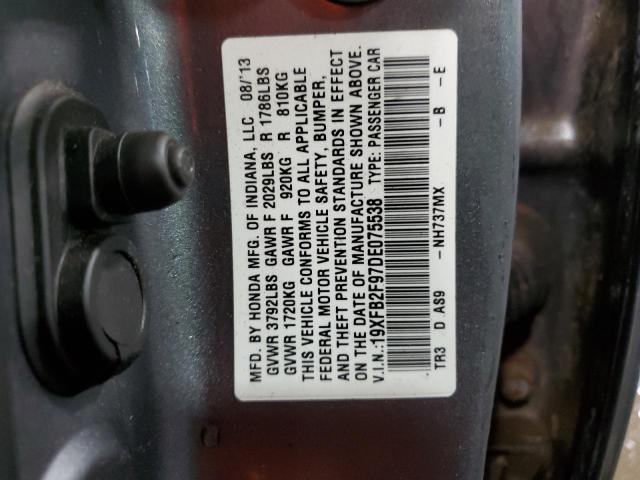 MFD. BY HONDA MFG. OF INDIANA, LLC 08/'13
GVWR 3792LBS GAWR F 2029LBS R 1786LBS
GVWR 1720KG GAWR F 920KG R 810KG
THIS VEHICLE CONFORMS TO ALL APPLICABLE
FEDERAL MOTOR VEHICLE SAFETY, BUMPER,
AND THEFT PREVENTION STANDARDS IN EFFECT
ON THE DATE OF MANUFACTURE SHOWN ABOVE.
V.I.N.:19XFB2F97DE075538 TYPE: PASSENGER CAR
TR3 D AS9 -NH737MX -B -E